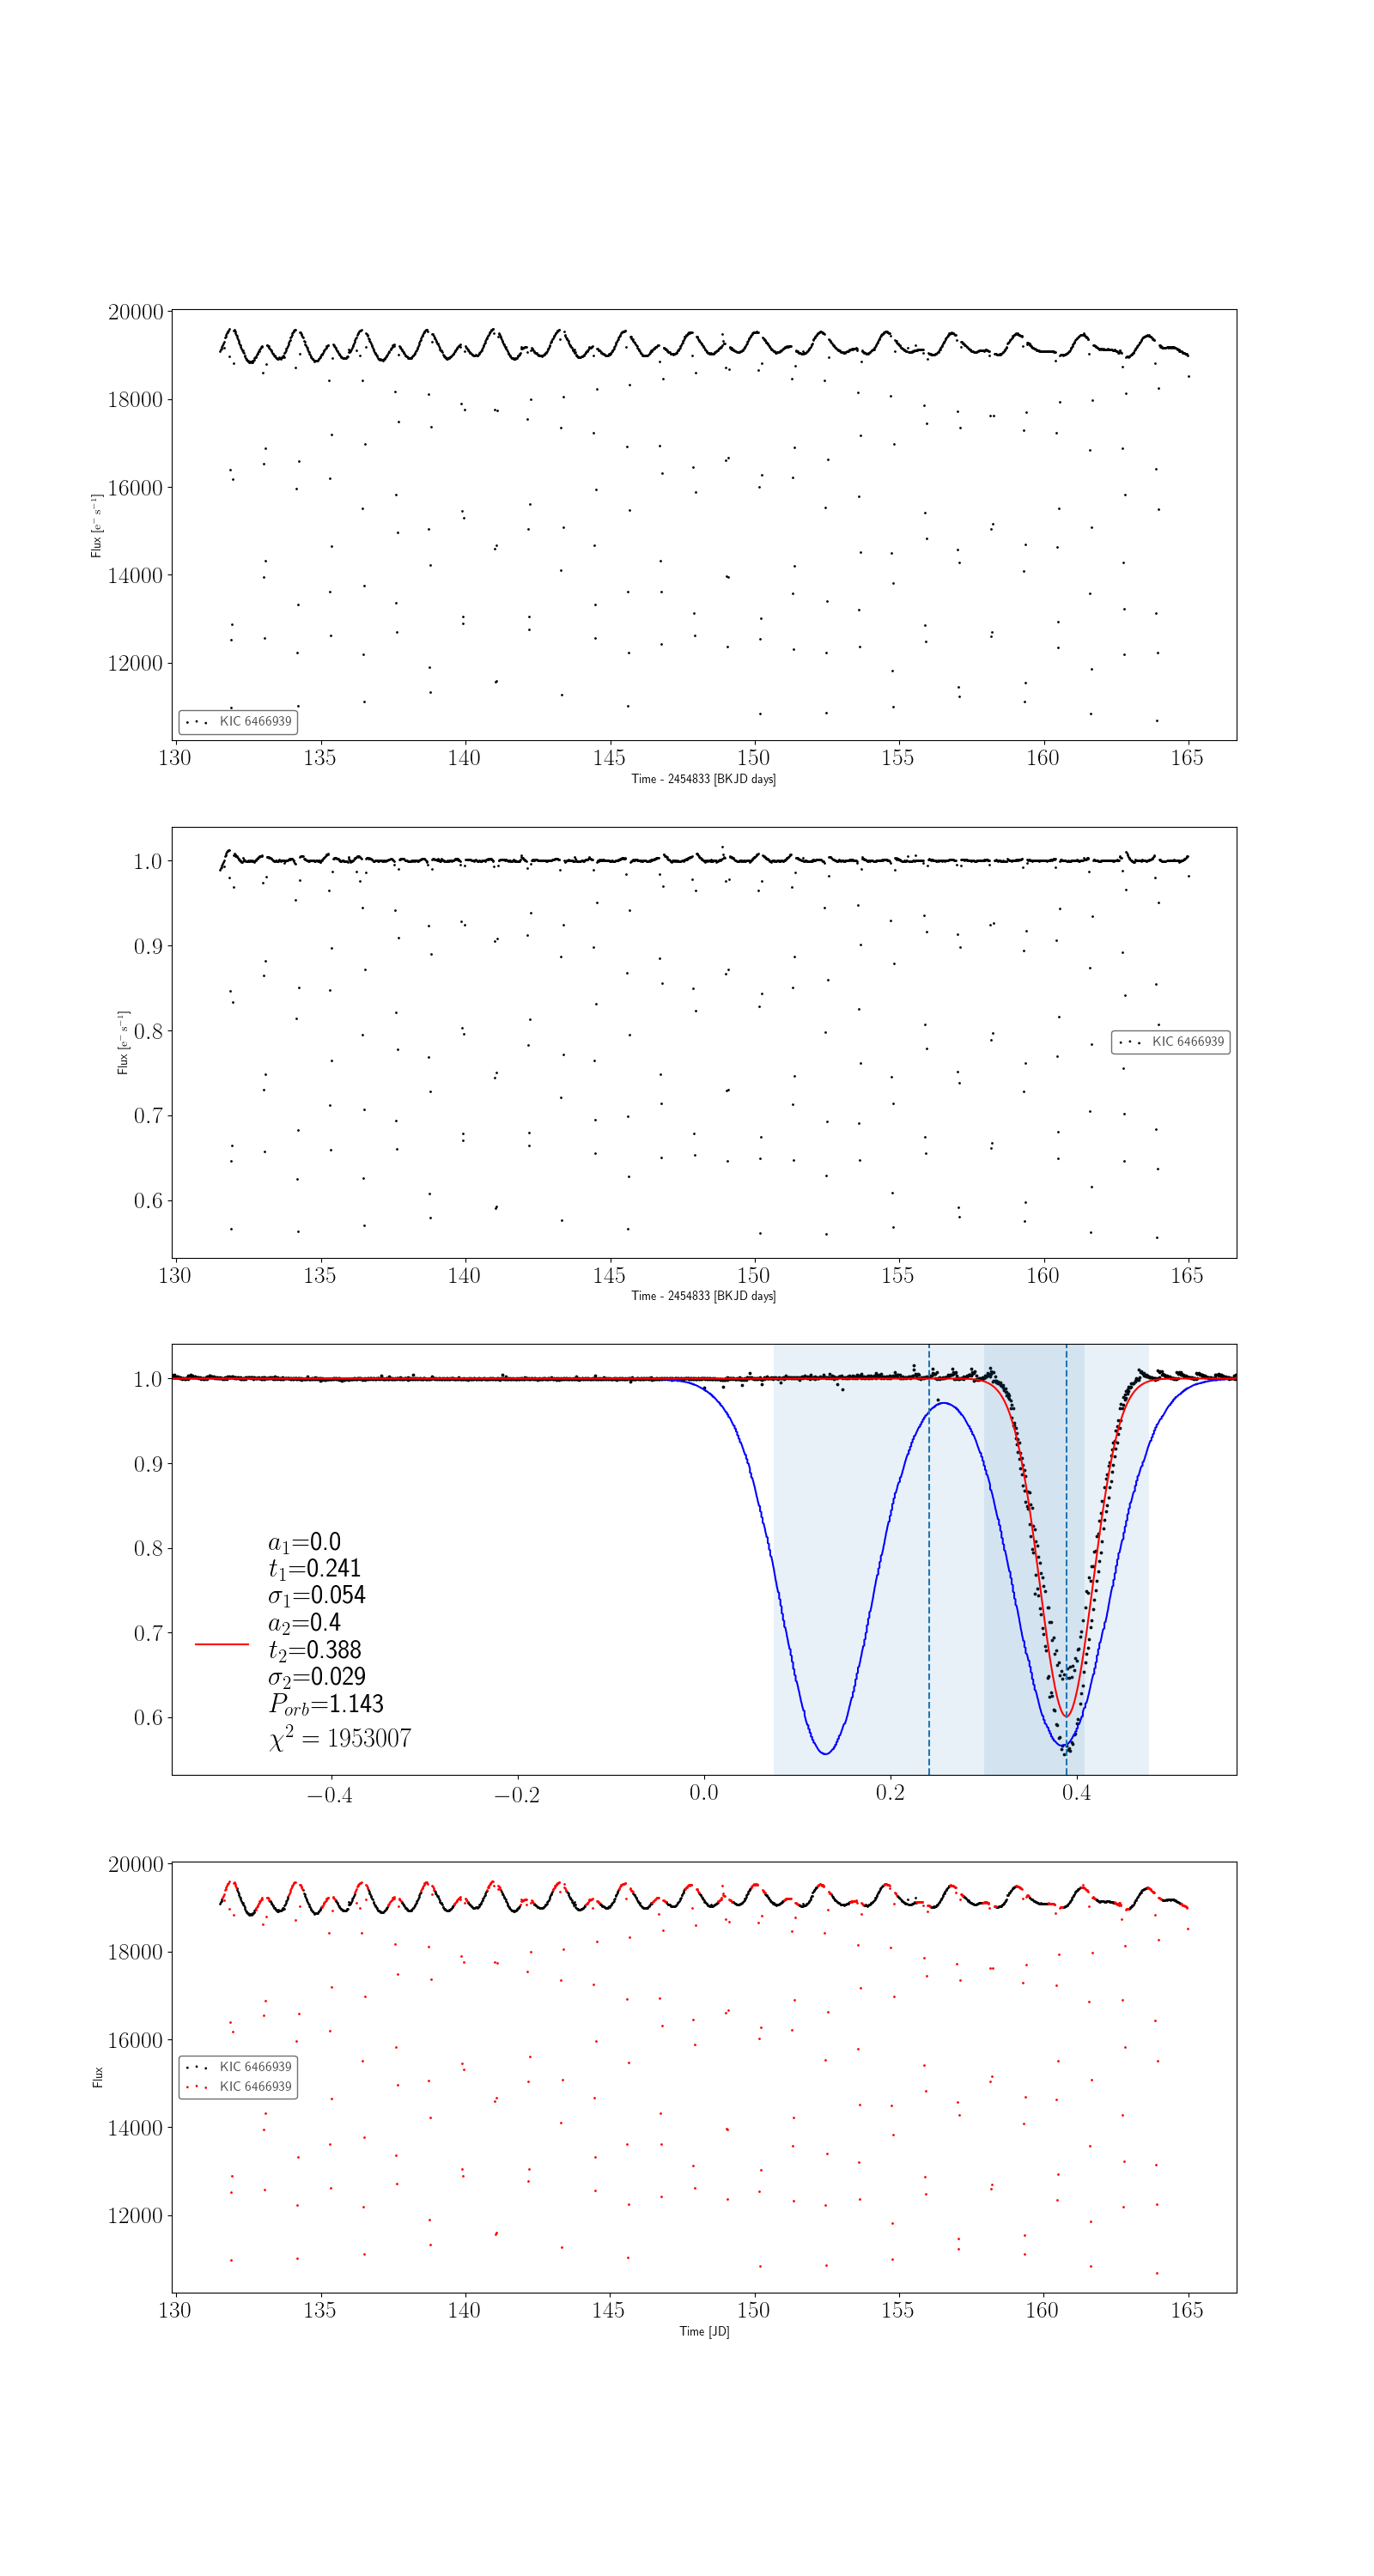 20000
18000
16000
14000
12000
Flux [e⁻ s⁻¹]
KIC 6466939
130 135 140 145 150 155 160 165
Time - 2454833 [BKJD days]
1.0
0.9
0.8
0.7
0.6
Flux [e⁻ s⁻¹]
KIC 6466939
130 135 140 145 150 155 160 165
Time - 2454833 [BKJD days]
1.0
0.9
0.8
0.7
0.6
a₁=0.0
t₁=0.241
σ₁=0.054
a₂=0.4
t₂=0.388
σ₂=0.029
P_orb=1.143
χ² = 1953007
−0.4 −0.2 0.0 0.2 0.4
20000
18000
16000
14000
12000
Flux
KIC 6466939
KIC 6466939
130 135 140 145 150 155 160 165
Time [JD]